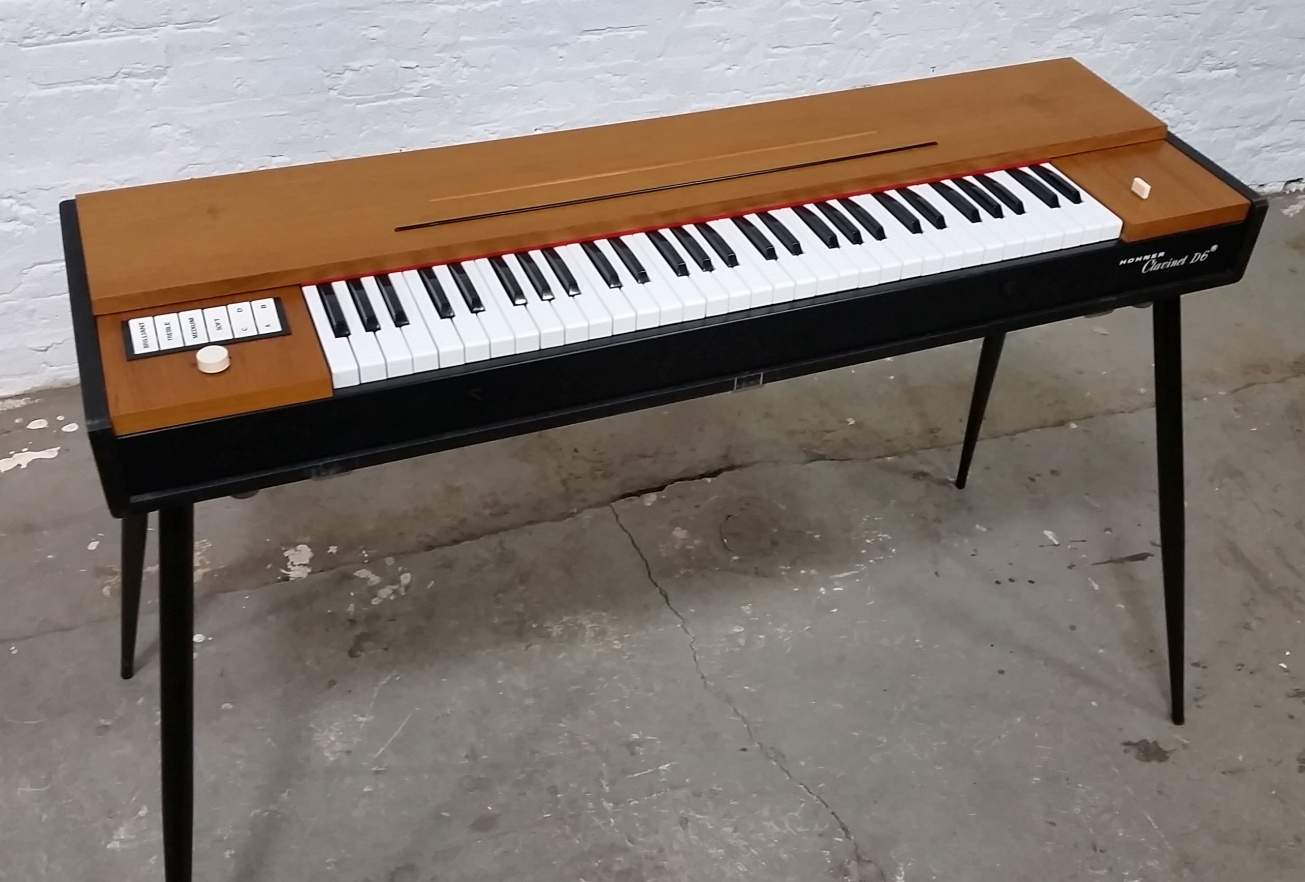 BRILLIANT
TREBLE
MEDIUM
SOFT
C D
A B
HOHNER
Clavinet D6